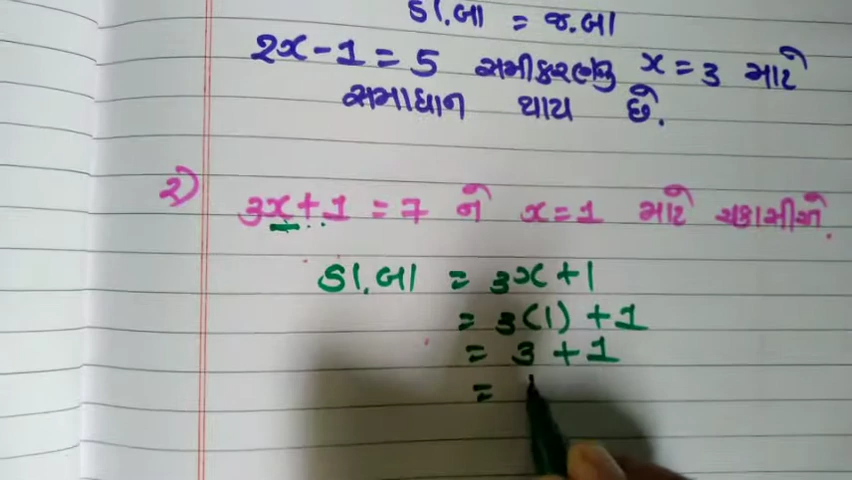 ડા.બા = જ.બા
2x - 1 = 5 સમીકરણનું x = 3 માટે
સમાધાન થાય છે.
૨) 3x + 1 = 7 ને x = 1 માટે ચકાસીએ.
ડા.બા = 3x + 1
= 3(1) + 1
= 3 + 1
=